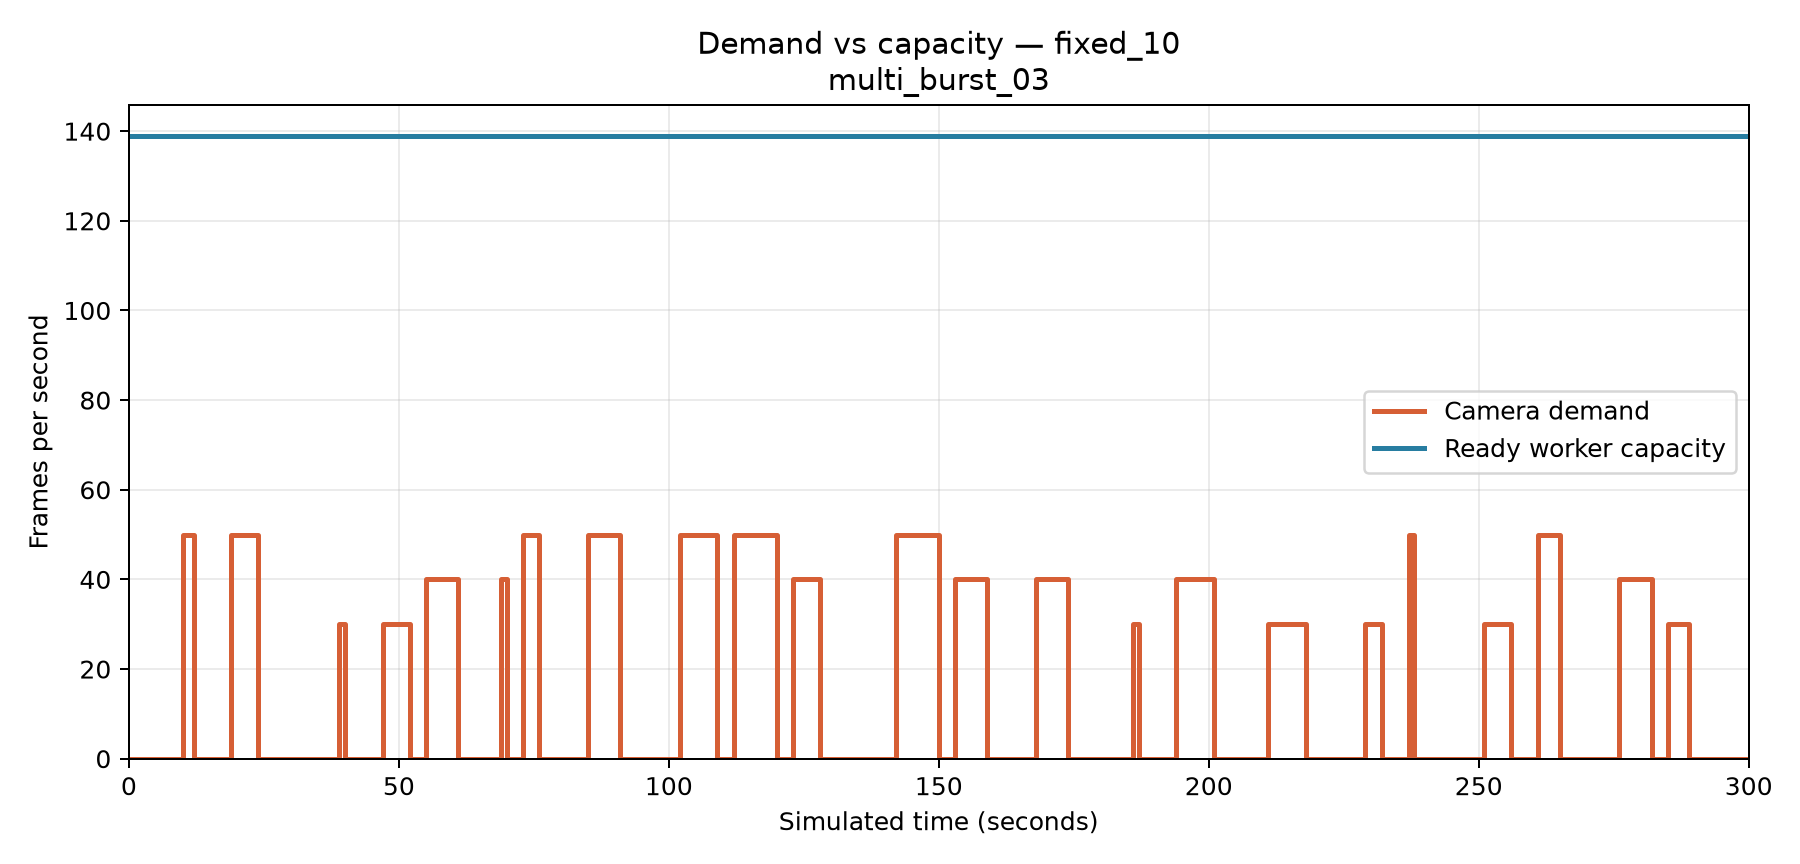 Demand vs capacity — fixed_10
multi_burst_03
Frames per second
140
120
100
80
60
40
20
0
Camera demand
Ready worker capacity
0 50 100 150 200 250 300
Simulated time (seconds)